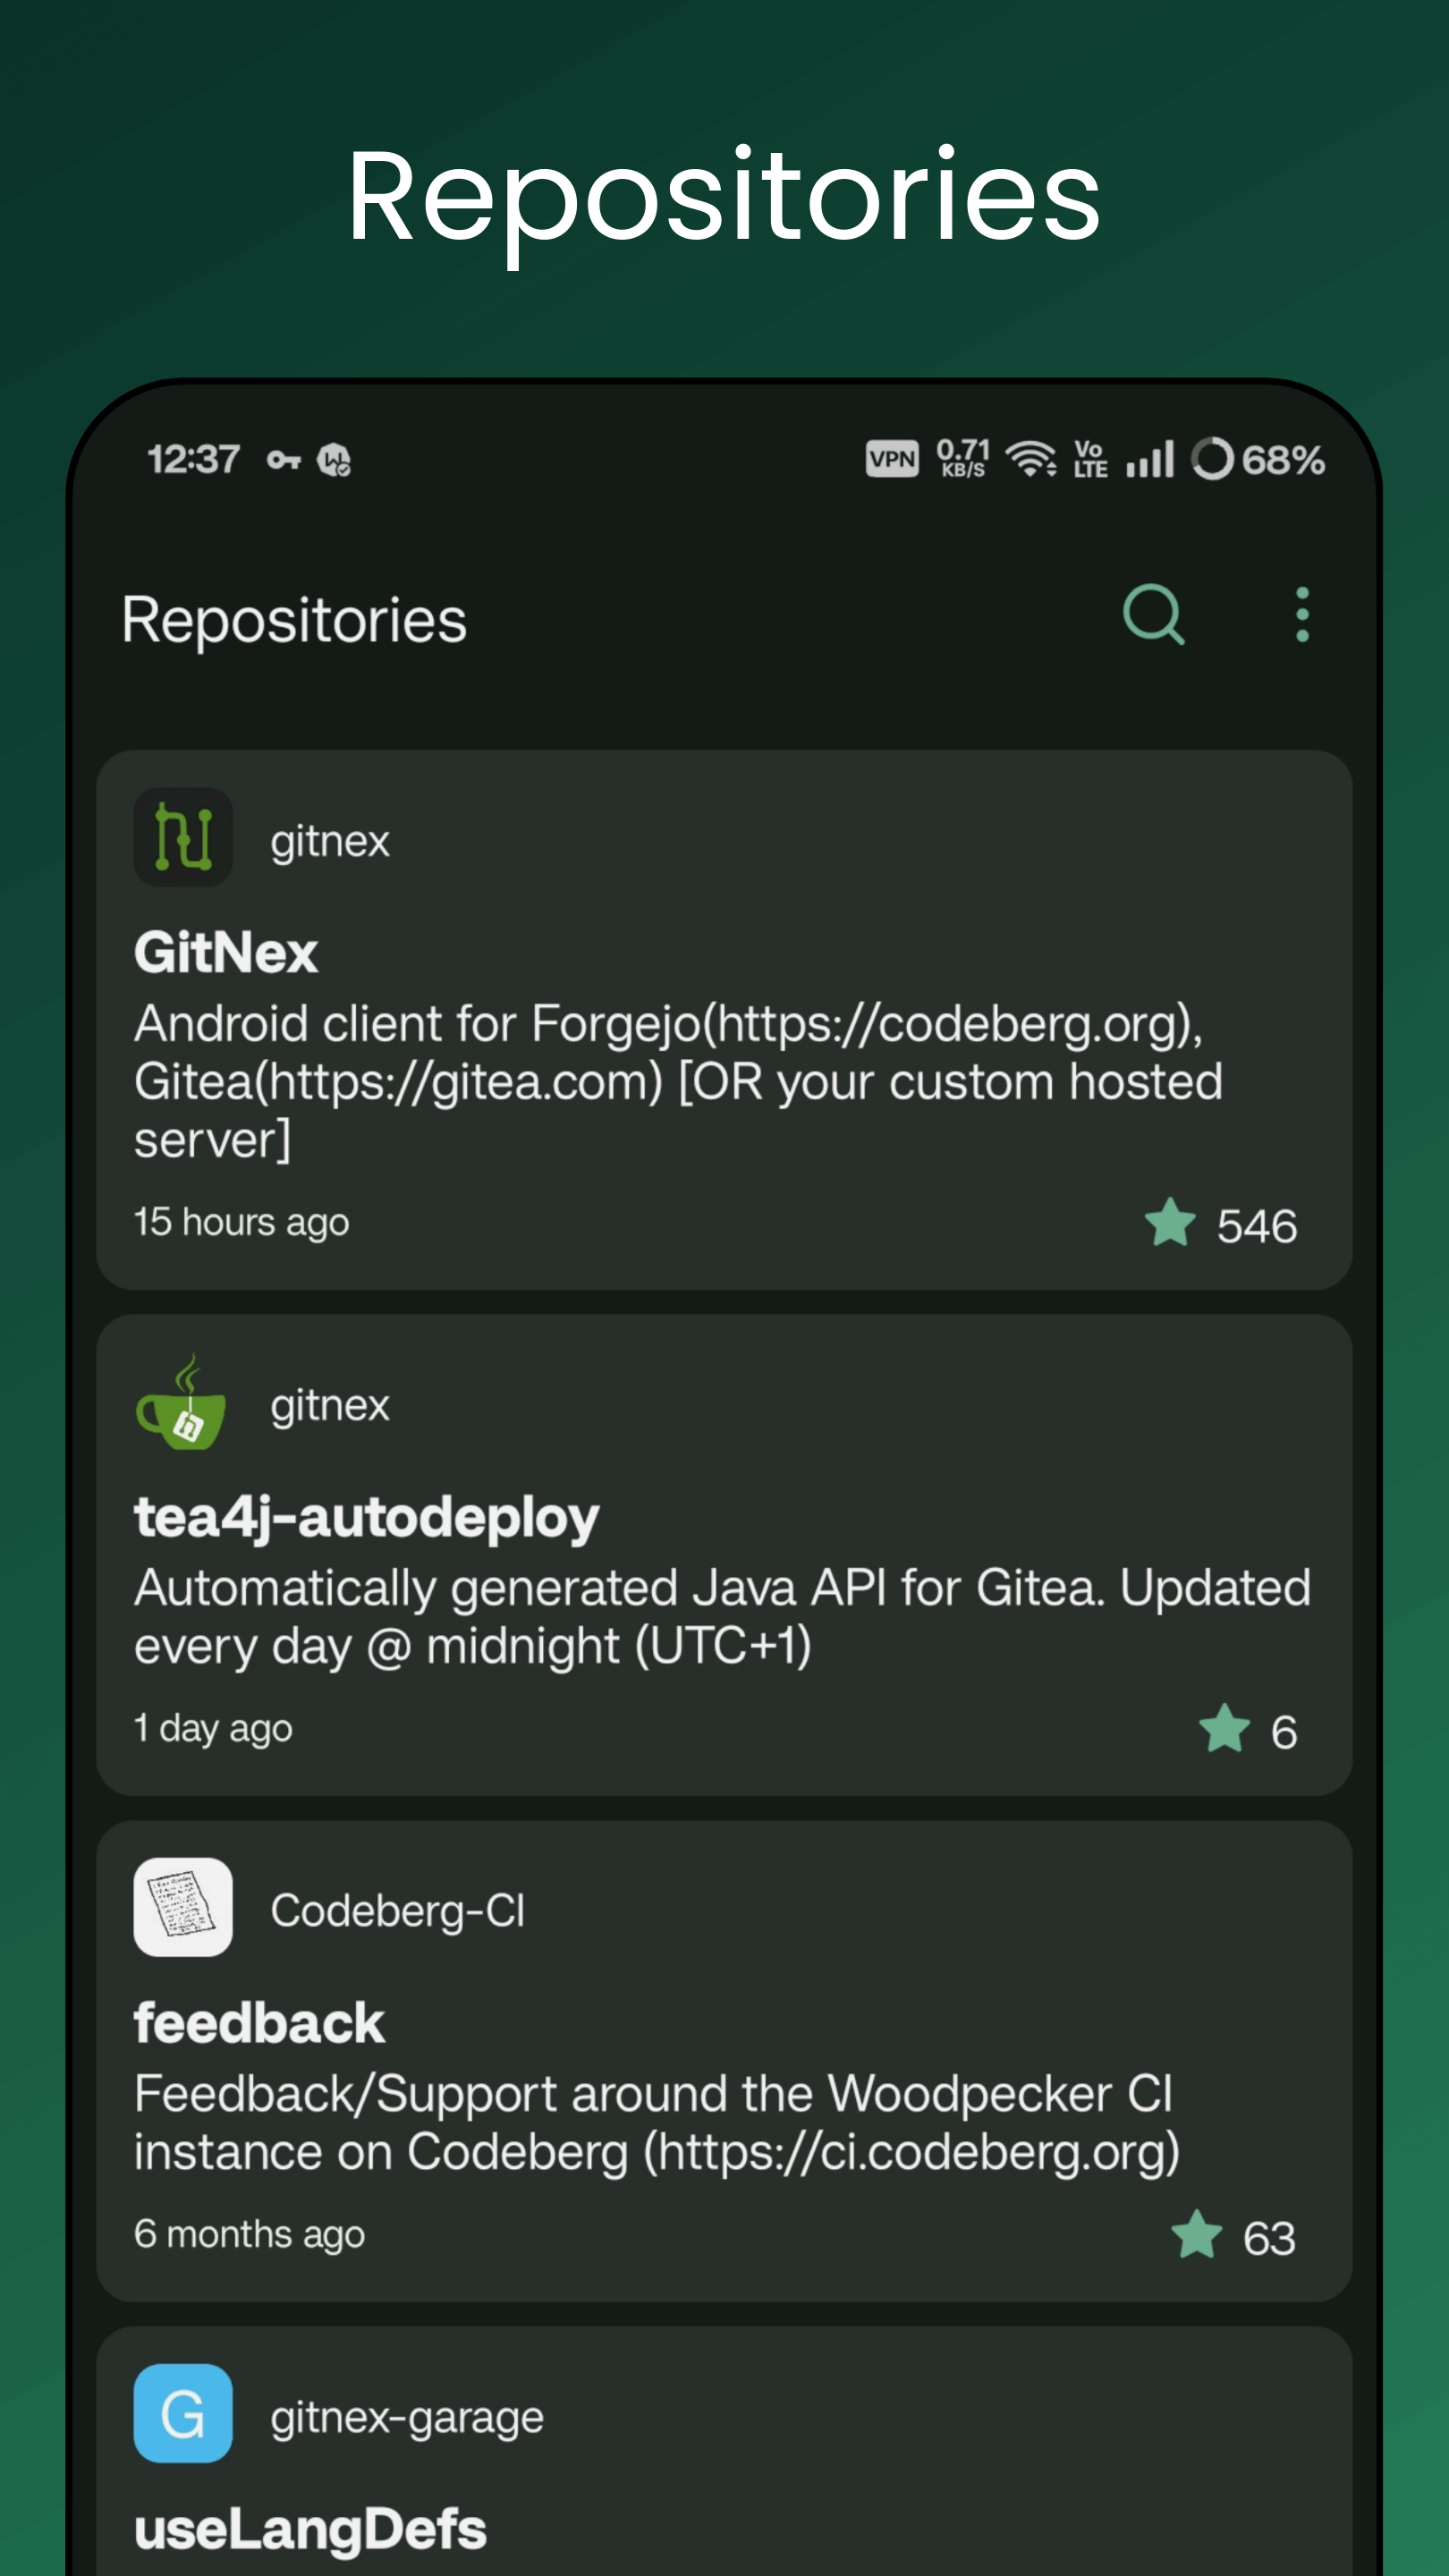 Repositories
12:37
VPN 0.71 KB/S Vo LTE 68%
Repositories
gitnex
GitNex
Android client for Forgejo(https://codeberg.org),
Gitea(https://gitea.com) [OR your custom hosted
server]
15 hours ago 546
gitnex
tea4j-autodeploy
Automatically generated Java API for Gitea. Updated
every day @ midnight (UTC+1)
1 day ago 6
Codeberg-CI
feedback
Feedback/Support around the Woodpecker CI
instance on Codeberg (https://ci.codeberg.org)
6 months ago 63
G gitnex-garage
useLangDefs